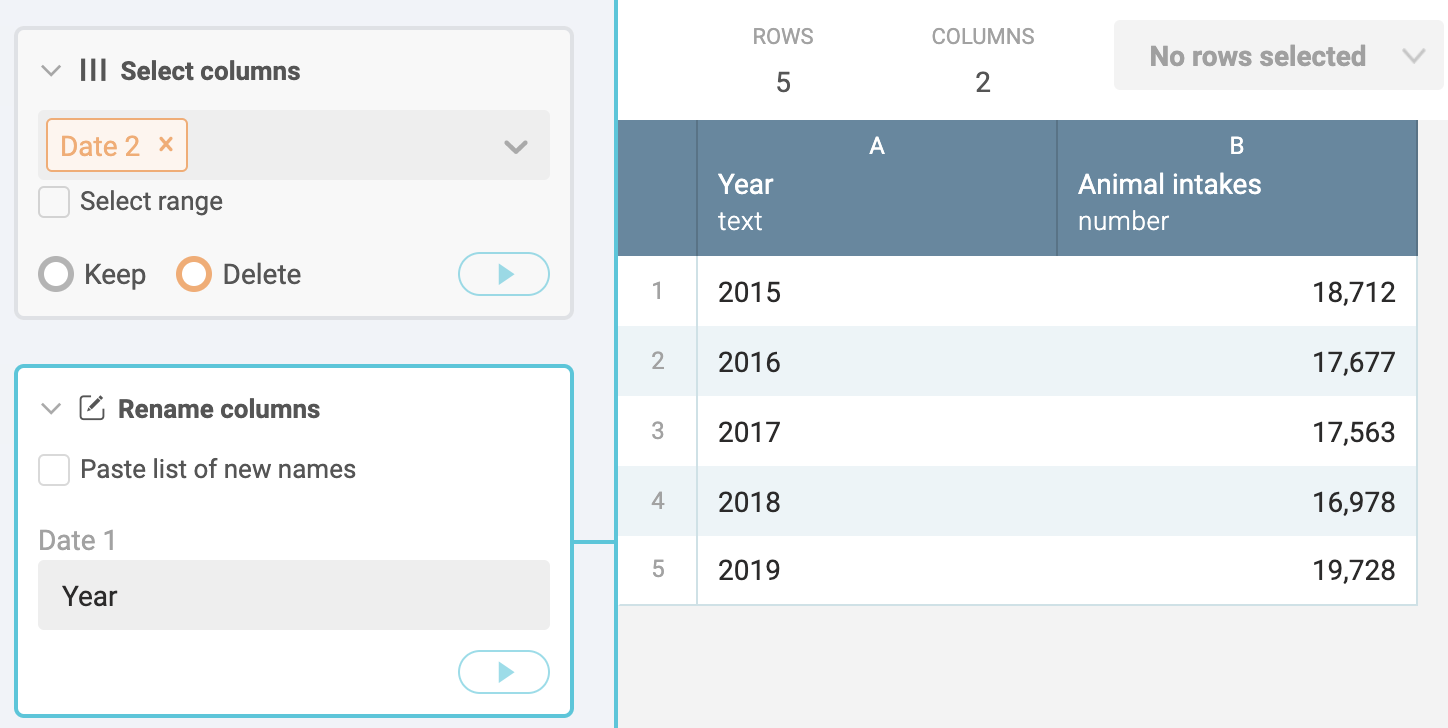 Select columns
Date 2 ×
Select range
Keep Delete
Rename columns
Paste list of new names
Date 1
Year
ROWS COLUMNS
5 2
No rows selected
A B
Year Animal intakes
text number
1 2015 18,712
2 2016 17,677
3 2017 17,563
4 2018 16,978
5 2019 19,728